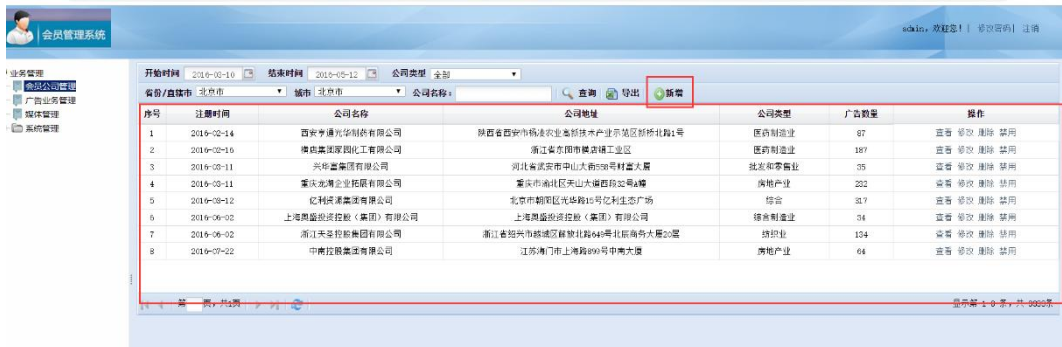 会员管理系统
admin，欢迎您！| 修改密码| 注销
业务管理
会员公司管理
广告业务管理
媒体管理
系统管理
开始时间 2016-03-10 结束时间 2016-05-12 公司类型 全部
省份/直辖市 北京市 城市 北京市 公司名称： 查询 导出 新增
序号 注册时间 公司名称 公司地址 公司类型 广告数量 操作
1 2016-02-14 西安亨通光华制药有限公司 陕西省西安市杨凌农业高新技术产业示范区新桥北路1号 医药制造业 87 查看 修改 删除 禁用
2 2016-02-16 横店集团家园化工有限公司 浙江省东阳市横店镇工业区 医药制造业 187 查看 修改 删除 禁用
3 2016-03-11 兴华富集团有限公司 河北省武安市中山大街558号财富大厦 批发和零售业 35 查看 修改 删除 禁用
4 2016-03-11 重庆龙湖企业拓展有限公司 重庆市渝北区天山大道西段32号 房地产业 232 查看 修改 删除 禁用
5 2016-03-12 亿利资源集团有限公司 北京市朝阳区光华路15号亿利生态广场 综合 317 查看 修改 删除 禁用
6 2016-06-02 上海奥盛投资控股（集团）有限公司 上海奥盛投资控股（集团）有限公司 综合制造业 34 查看 修改 删除 禁用
7 2016-06-02 浙江天圣控股集团有限公司 浙江省绍兴市越城区解放北路649号北辰商务大厦20层 纺织业 134 查看 修改 删除 禁用
8 2016-07-22 中南控股集团有限公司 江苏海门市上海路899号中南大厦 房地产业 64 查看 修改 删除 禁用
第 页，共1页 显示第 1-8 条，共 条